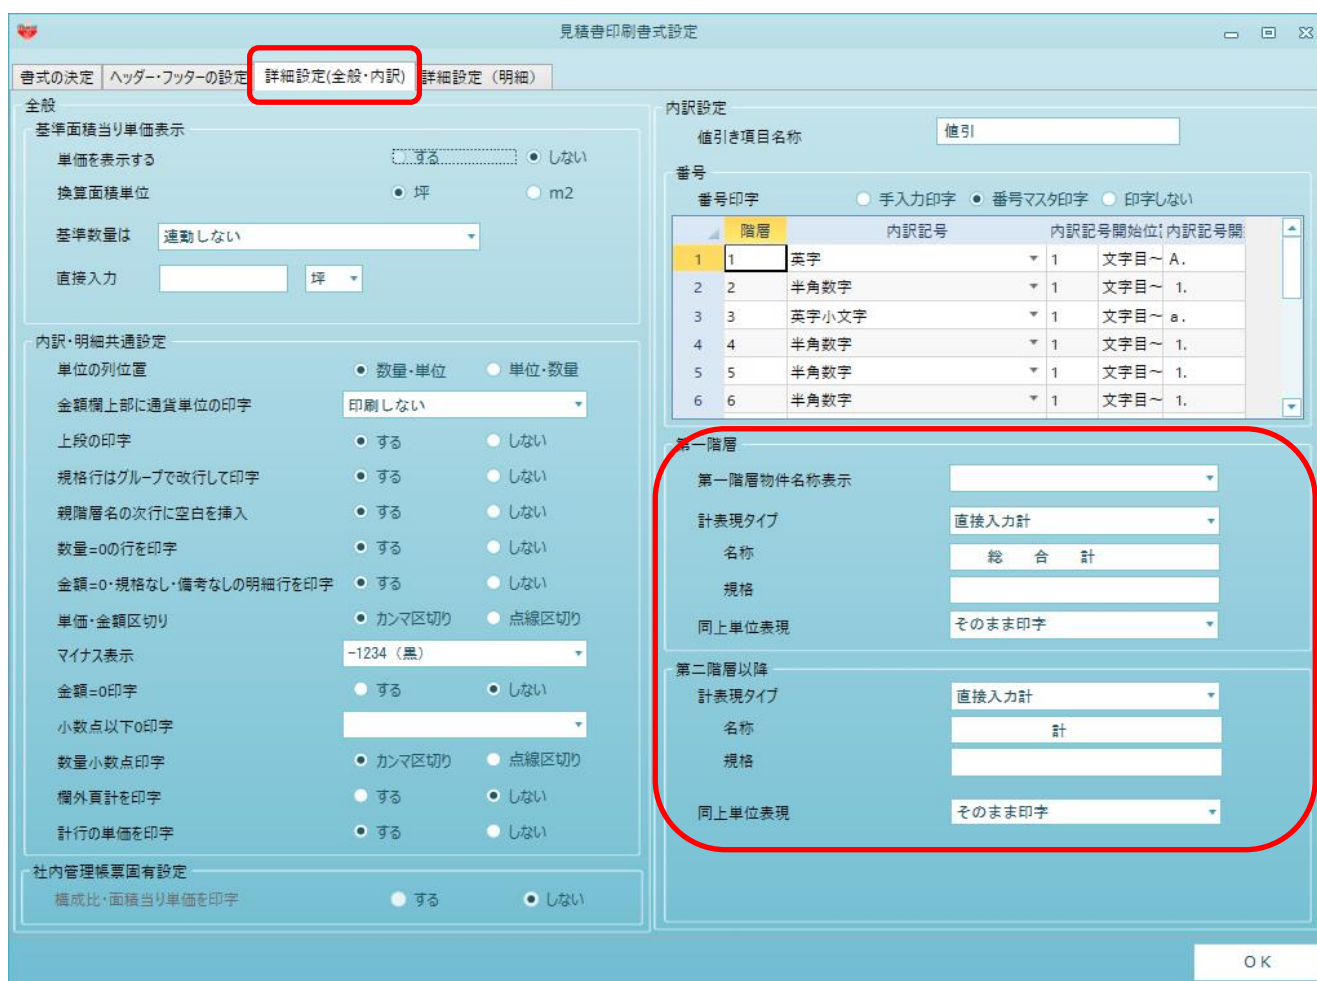 見積書印刷書式設定
書式の決定 ヘッダー・フッターの設定 詳細設定(全般・内訳) 詳細設定（明細）
全般
基準面積当り単価表示
単価を表示する する しない
換算面積単位 坪 m2
基準数量は 連動しない
直接入力 坪
内訳・明細共通設定
単位の列位置 数量・単位 単位・数量
金額欄上部に通貨単位の印字 印刷しない
上段の印字 する しない
規格行はグループで改行して印字 する しない
親階層名の次行に空白を挿入 する しない
数量=0の行を印字 する しない
金額=0・規格なし・備考なしの明細行を印字 する しない
単価・金額区切り カンマ区切り 点線区切り
マイナス表示 -1234（黒）
金額=0印字 する しない
小数点以下0印字
数量小数点印字 カンマ区切り 点線区切り
欄外頁計を印字 する しない
計行の単価を印字 する しない
社内管理帳票固有設定
構成比・面積当り単価を印字 する しない
内訳設定
値引き項目名称 値引
番号
番号印字 手入力印字 番号マスタ印字 印字しない
階層 内訳記号 内訳記号開始位 内訳記号開
1 1 英字 1 文字目～ A.
2 2 半角数字 1 文字目～ 1.
3 3 英字小文字 1 文字目～ a.
4 4 半角数字 1 文字目～ 1.
5 5 半角数字 1 文字目～ 1.
6 6 半角数字 1 文字目～ 1.
第一階層
第一階層物件名称表示
計表現タイプ 直接入力計
名称 総 合 計
規格
同上単位表現 そのまま印字
第二階層以降
計表現タイプ 直接入力計
名称 計
規格
同上単位表現 そのまま印字
OK